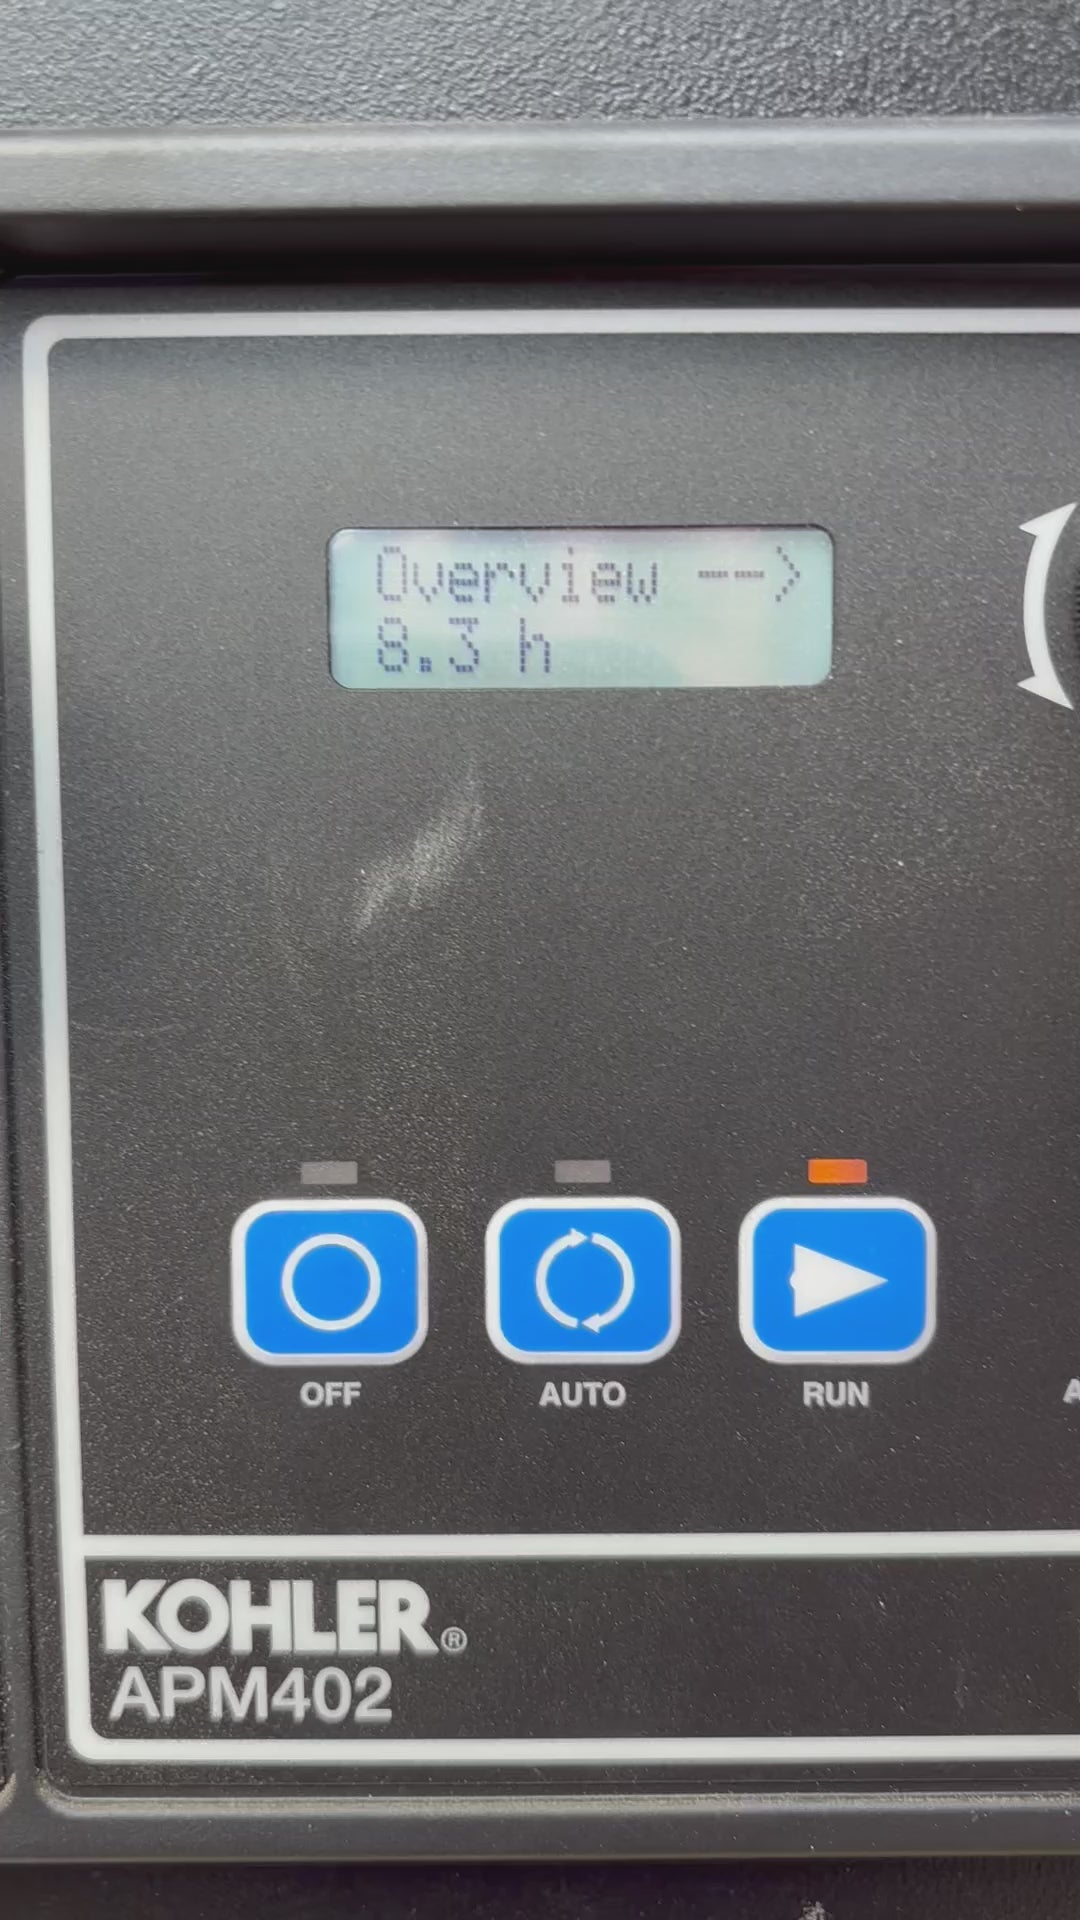 Overview -->
8.3 h
OFF
AUTO
RUN
A
KOHLER®
APM402